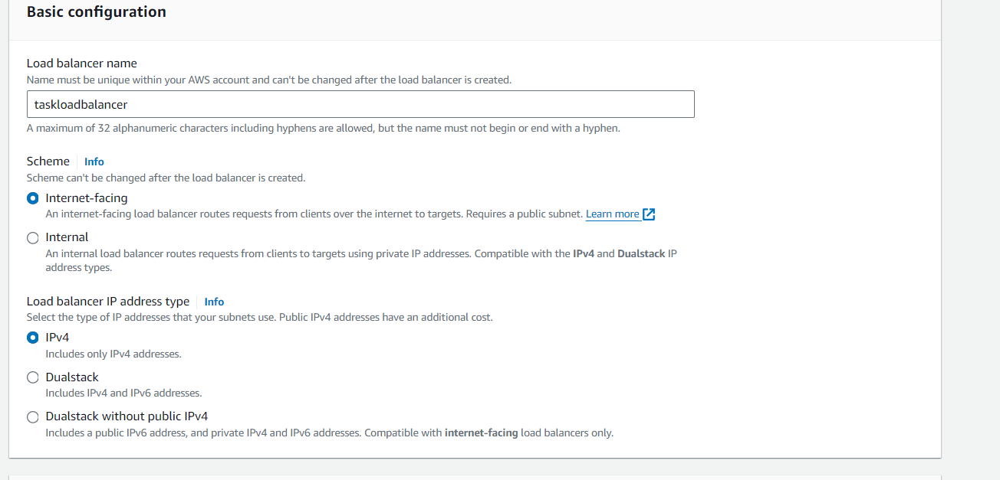 Basic configuration
Load balancer name
Name must be unique within your AWS account and can't be changed after the load balancer is created.
taskloadbalancer
A maximum of 32 alphanumeric characters including hyphens are allowed, but the name must not begin or end with a hyphen.
Scheme Info
Scheme can't be changed after the load balancer is created.
Internet-facing
An internet-facing load balancer routes requests from clients over the internet to targets. Requires a public subnet. Learn more
Internal
An internal load balancer routes requests from clients to targets using private IP addresses. Compatible with the IPv4 and Dualstack IP
address types.
Load balancer IP address type Info
Select the type of IP addresses that your subnets use. Public IPv4 addresses have an additional cost.
IPv4
Includes only IPv4 addresses.
Dualstack
Includes IPv4 and IPv6 addresses.
Dualstack without public IPv4
Includes a public IPv6 address, and private IPv4 and IPv6 addresses. Compatible with internet-facing load balancers only.